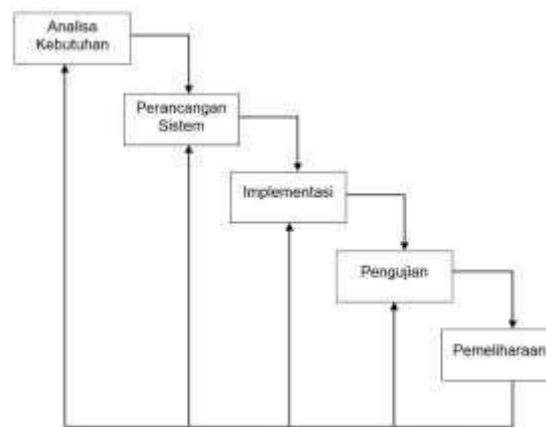 Analisa
Kebutuhan
Perancangan
Sistem
Implementasi
Pengujian
Pemeliharaan